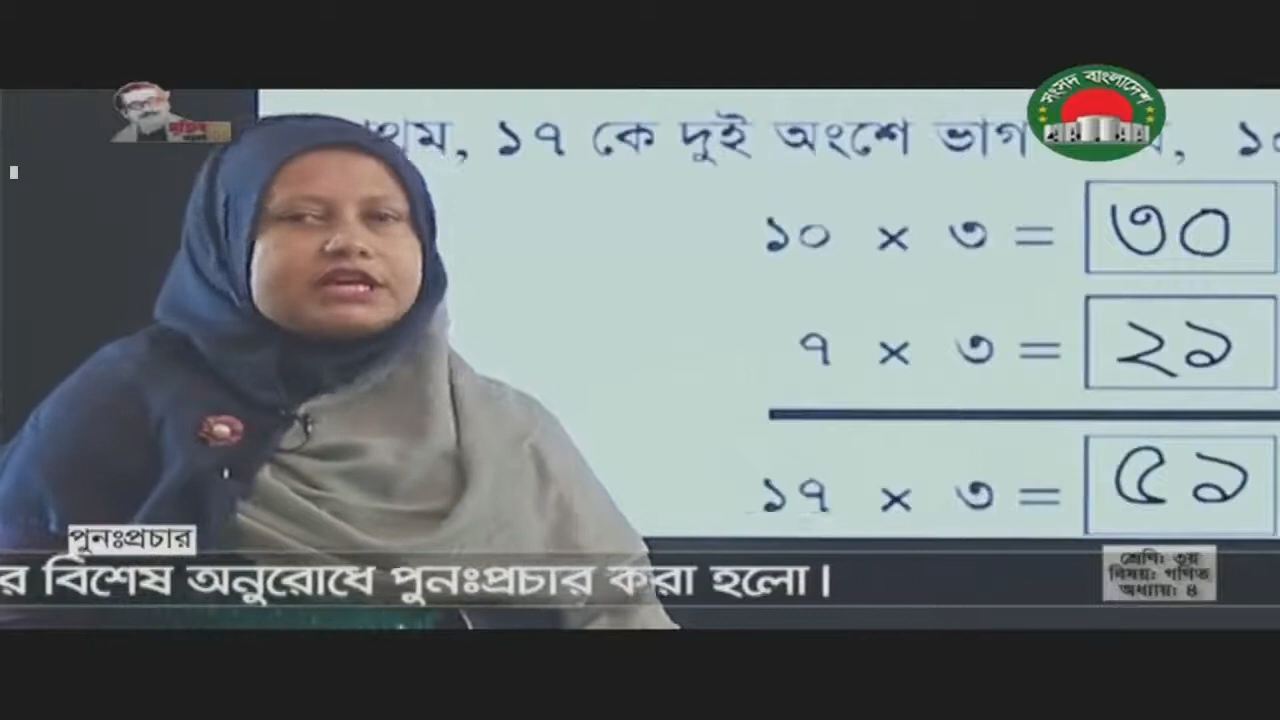 সংসদ বাংলাদেশ
১৭ কে দুই অংশে ভাগ
১০ × ৩ = ৩০
৭ × ৩ = ২১
১৭ × ৩ = ৫১
পুনঃপ্রচার
র বিশেষ অনুরোধে পুনঃপ্রচার করা হলো।
শ্রেণি: ৩য়
বিষয়: গণিত
অধ্যায়: ৪